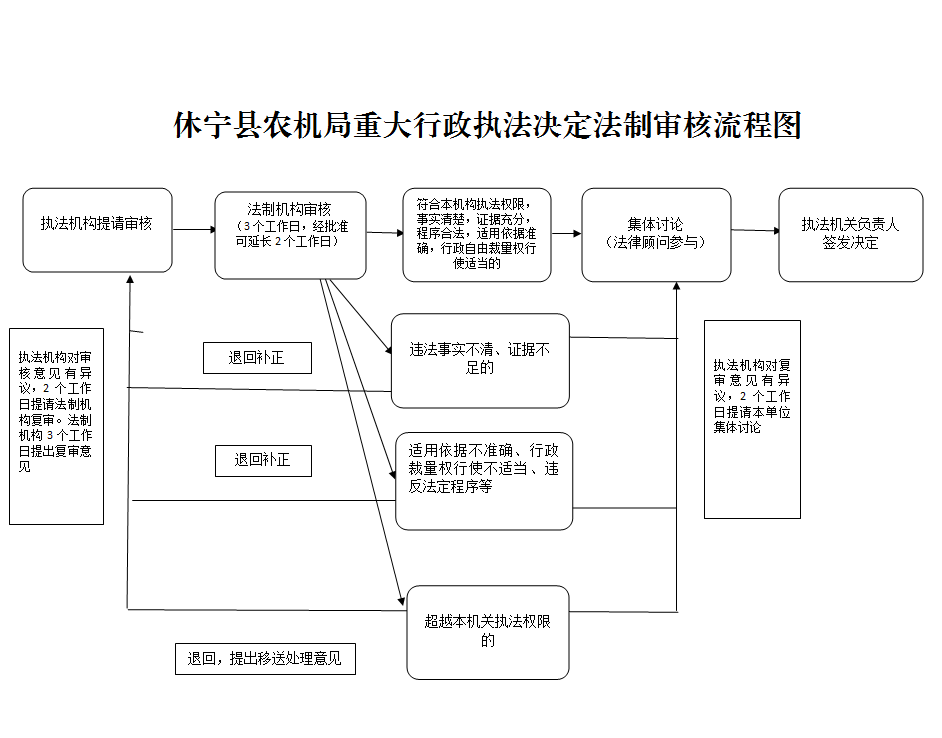 休宁县农机局重大行政执法决定法制审核流程图
执法机构提请审核
法制机构审核
（3个工作日，经批准
可延长2个工作日）
符合本机构执法权限，
事实清楚，证据充分，
程序合法，适用依据准
确，行政自由裁量权行
使适当的
集体讨论
（法律顾问参与）
执法机关负责人
签发决定
执法机构对审
核意见有异
议，2个工作
日提请法制机
构复审。法制
机构3个工作
日提出复审意
见
退回补正
违法事实不清、证据不
足的
执法机构对复
审意见有异
议，2个工作
日提请本单位
集体讨论
退回补正
适用依据不准确、行政
裁量权行使不适当、违
反法定程序等
超越本机关执法权限
的
退回，提出移送处理意见